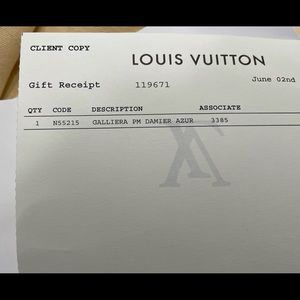 CLIENT COPY
LOUIS VUITTON
Gift Receipt 119671 June 02nd
QTY CODE DESCRIPTION ASSOCIATE
1 N55215 GALLIERA PM DAMIER AZUR 3385